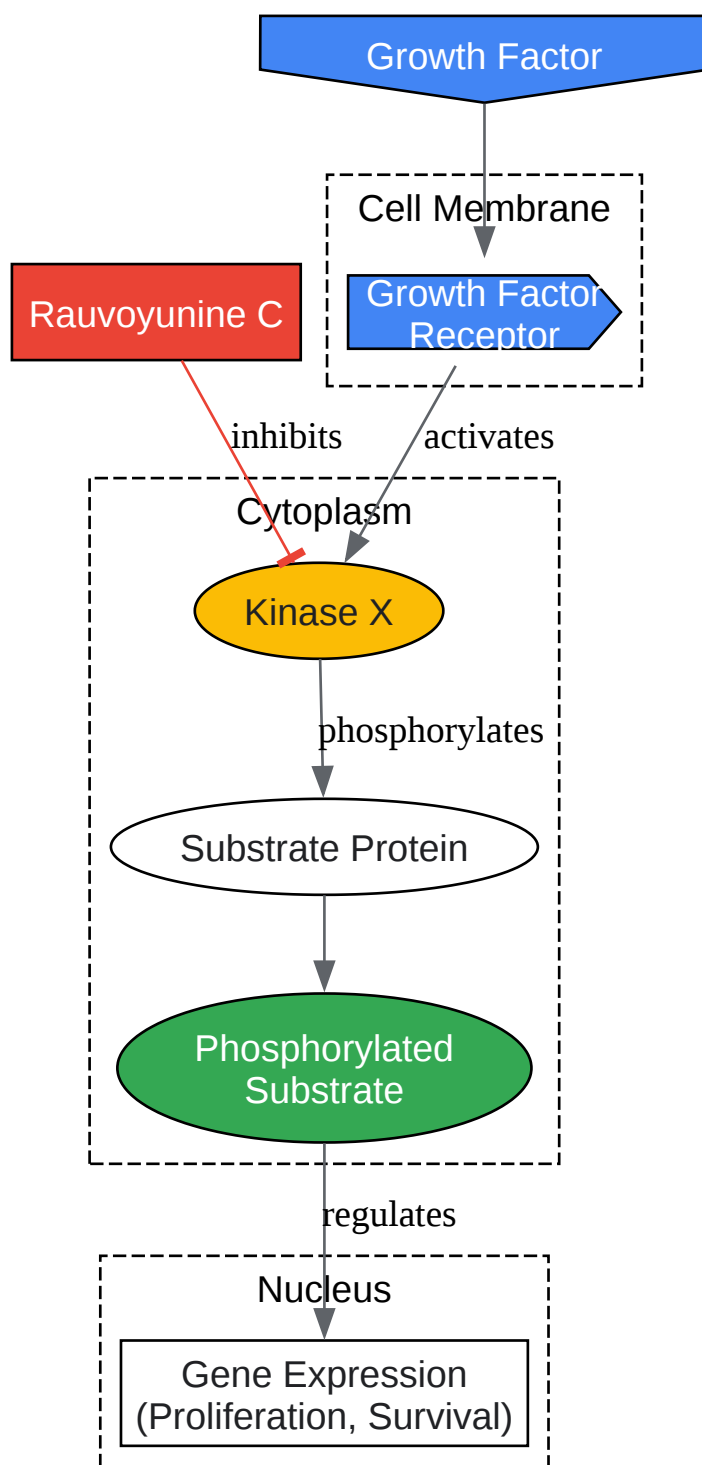 Growth Factor
Cell Membrane
Growth Factor
Receptor
Rauvoyunine C
inhibits
activates
Cytoplasm
Kinase X
phosphorylates
Substrate Protein
Phosphorylated
Substrate
regulates
Nucleus
Gene Expression
(Proliferation, Survival)